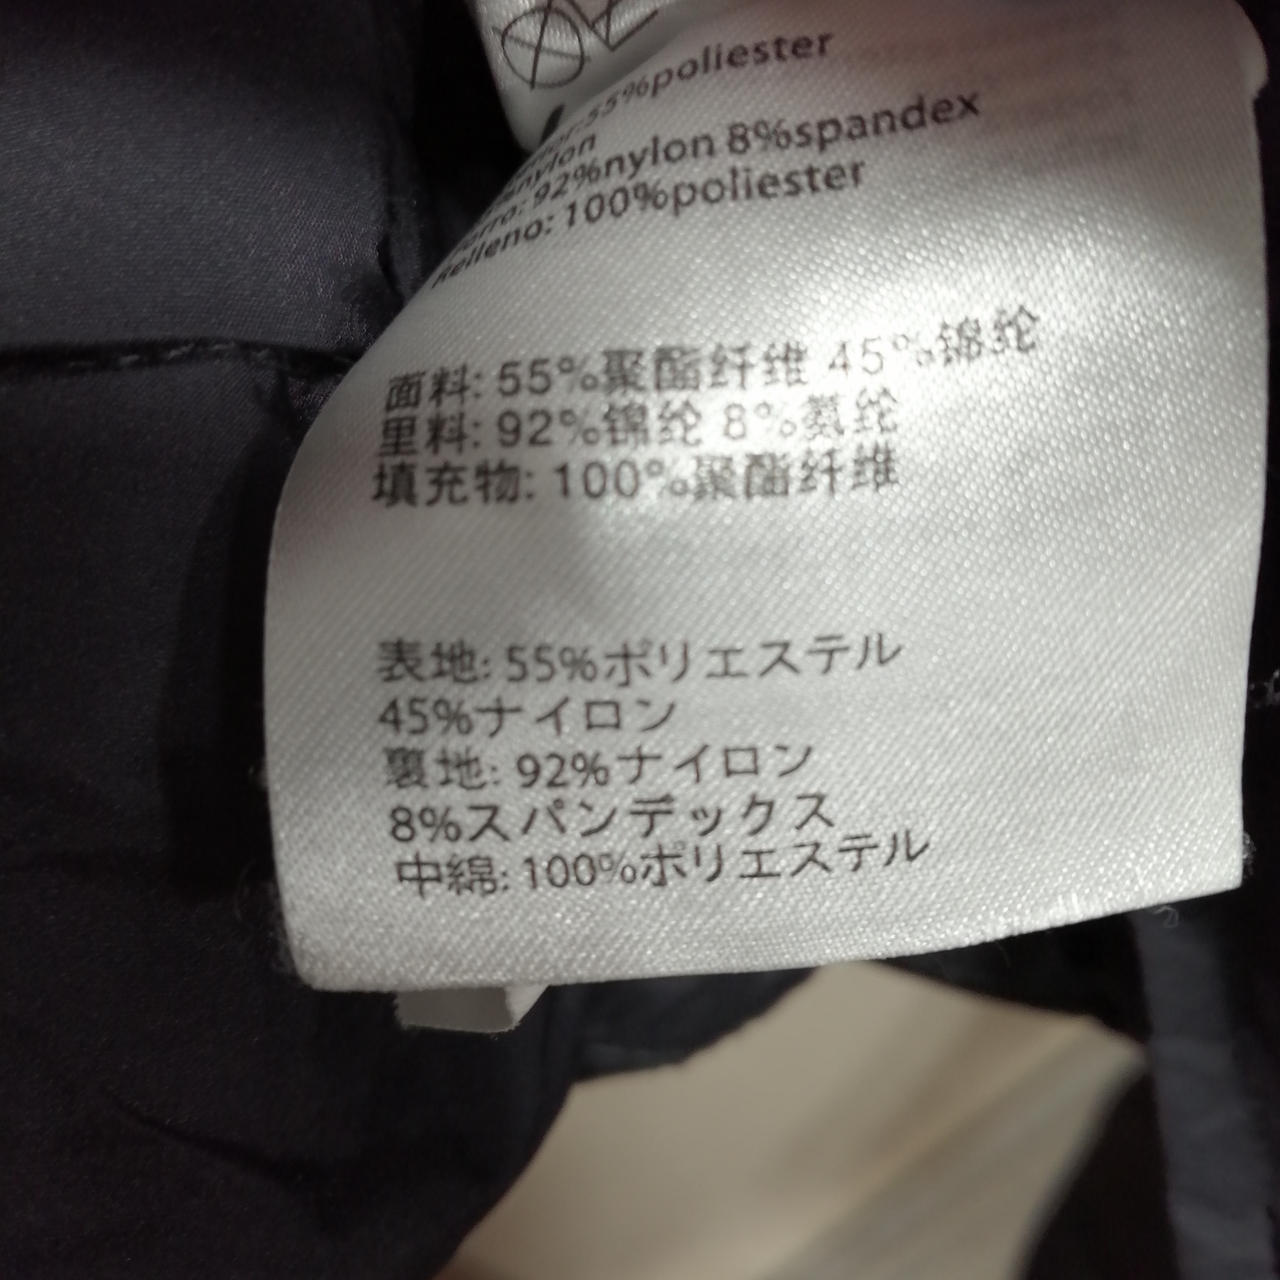 55%poliester
nylon
92%nylon 8%spandex
Relleno: 100%poliester
面料: 55%聚酯纤维 45%锦纶
里料: 92%锦纶 8%氨纶
填充物: 100%聚酯纤维
表地: 55%ポリエステル
45%ナイロン
裏地: 92%ナイロン
8%スパンデックス
中綿: 100%ポリエステル